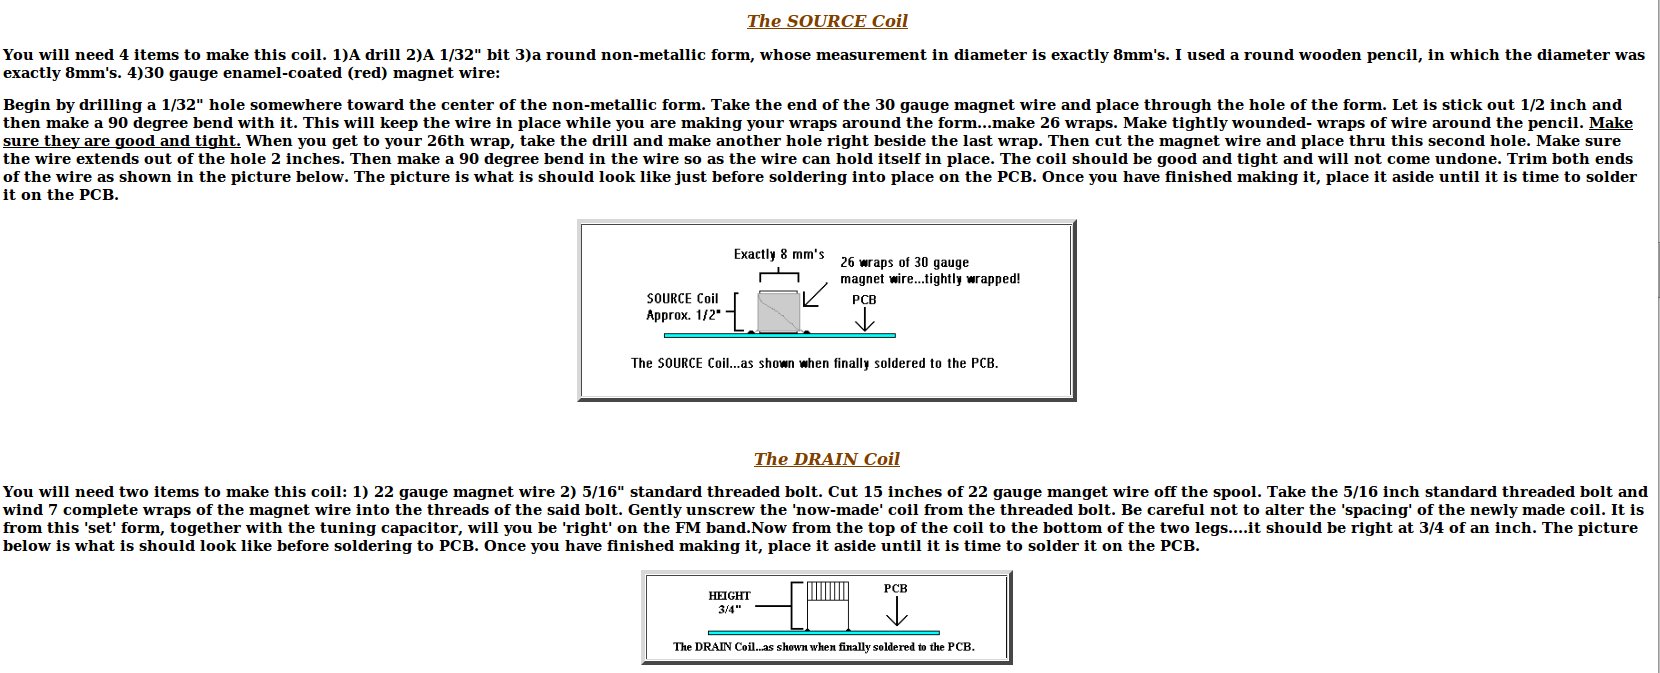 The SOURCE Coil
You will need 4 items to make this coil. 1)A drill 2)A 1/32" bit 3)a round non-metallic form, whose measurement in diameter is exactly 8mm's. I used a round wooden pencil, in which the diameter was
exactly 8mm's. 4)30 gauge enamel-coated (red) magnet wire:
Begin by drilling a 1/32" hole somewhere toward the center of the non-metallic form. Take the end of the 30 gauge magnet wire and place through the hole of the form. Let is stick out 1/2 inch and
then make a 90 degree bend with it. This will keep the wire in place while you are making your wraps around the form...make 26 wraps. Make tightly wounded- wraps of wire around the pencil. Make
sure they are good and tight. When you get to your 26th wrap, take the drill and make another hole right beside the last wrap. Then cut the magnet wire and place thru this second hole. Make sure
the wire extends out of the hole 2 inches. Then make a 90 degree bend in the wire so as the wire can hold itself in place. The coil should be good and tight and will not come undone. Trim both ends
of the wire as shown in the picture below. The picture is what is should look like just before soldering into place on the PCB. Once you have finished making it, place it aside until it is time to solder
it on the PCB.
Exactly 8 mm's
26 wraps of 30 gauge
magnet wire...tightly wrapped!
SOURCE Coil
Approx. 1/2"
PCB
The SOURCE Coil...as shown when finally soldered to the PCB.
The DRAIN Coil
You will need two items to make this coil: 1) 22 gauge magnet wire 2) 5/16" standard threaded bolt. Cut 15 inches of 22 gauge manget wire off the spool. Take the 5/16 inch standard threaded bolt and
wind 7 complete wraps of the magnet wire into the threads of the said bolt. Gently unscrew the 'now-made' coil from the threaded bolt. Be careful not to alter the 'spacing' of the newly made coil. It is
from this 'set' form, together with the tuning capacitor, will you be 'right' on the FM band.Now from the top of the coil to the bottom of the two legs....it should be right at 3/4 of an inch. The picture
below is what is should look like before soldering to PCB. Once you have finished making it, place it aside until it is time to solder it on the PCB.
HEIGHT
3/4"
PCB
The DRAIN Coil...as shown when finally soldered to the PCB.